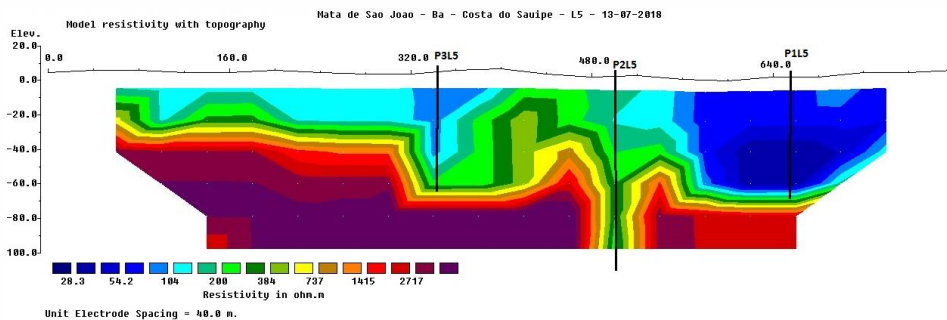 Mata de Sao Joao - Ba - Costa do Sauipe - L5 - 13-07-2018
Model resistivity with topography
Elev.
20.0
0.0 160.0 320.0 P3L5 480.0 P2L5 640.0 P1L5
0.0
-20.0
-40.0
-60.0
-80.0
100.0
28.3 54.2 104 200 384 737 1415 2717
Resistivity in ohm.m
Unit Electrode Spacing = 40.0 m.